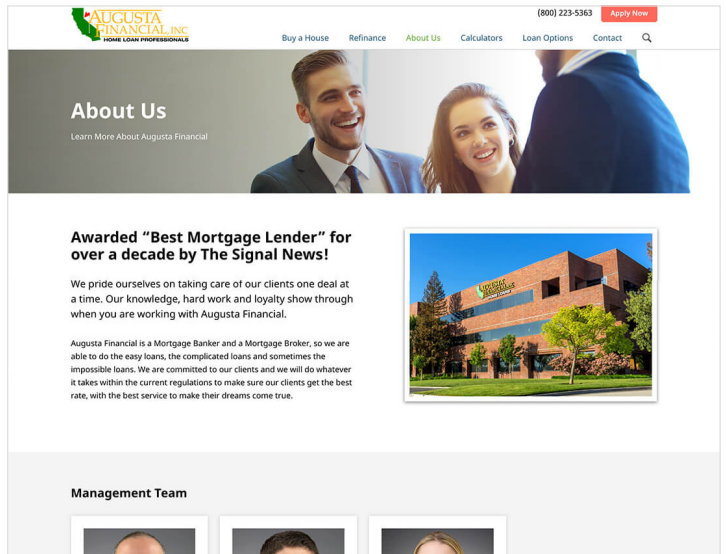 AUGUSTA
FINANCIAL, INC
HOME LOAN PROFESSIONALS
(800) 223-5363
Apply Now
Buy a House
Refinance
About Us
Calculators
Loan Options
Contact
About Us
Learn More About Augusta Financial
Awarded “Best Mortgage Lender” for
over a decade by The Signal News!
We pride ourselves on taking care of our clients one deal at
a time. Our knowledge, hard work and loyalty show through
when you are working with Augusta Financial.
Augusta Financial is a Mortgage Banker and a Mortgage Broker, so we are
able to do the easy loans, the complicated loans and sometimes the
impossible loans. We are committed to our clients and we will do whatever
it takes within the current regulations to make sure our clients get the best
rate, with the best service to make their dreams come true.
AUGUSTA
FINANCIAL
Management Team